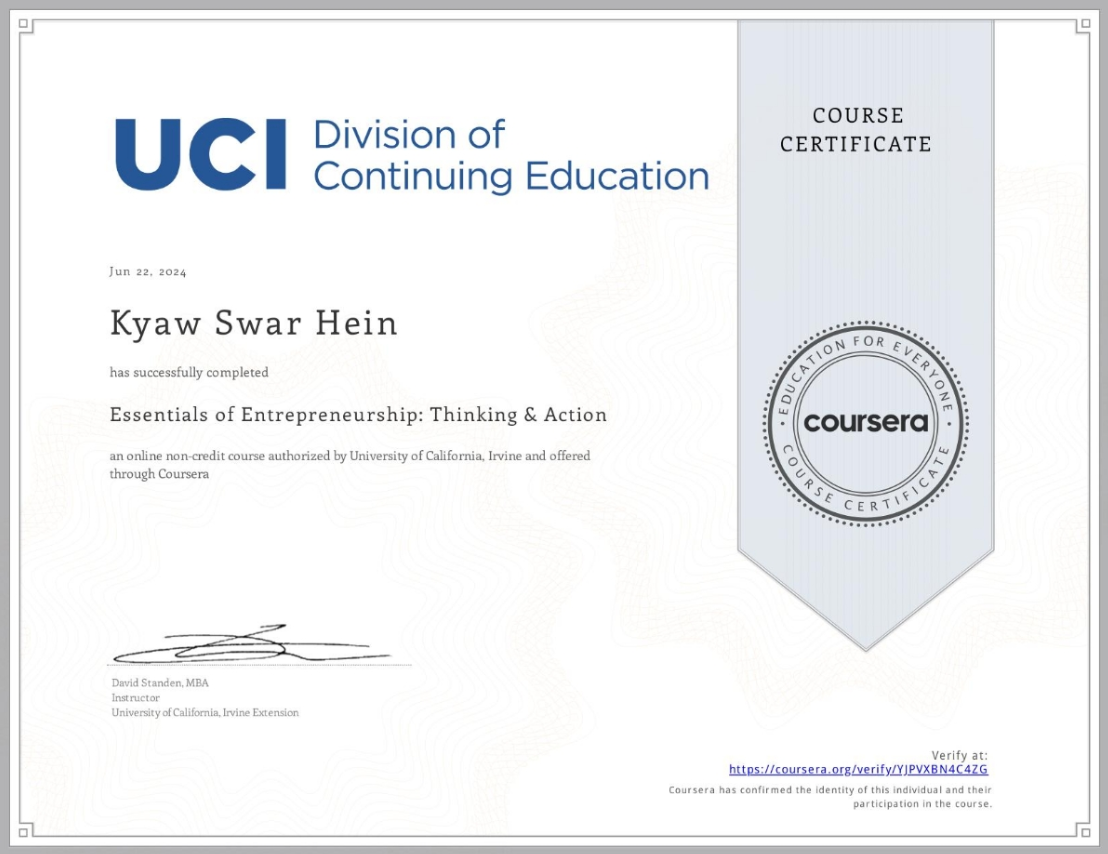 UCI Division of
Continuing Education
COURSE
CERTIFICATE
Jun 22, 2024
Kyaw Swar Hein
has successfully completed
Essentials of Entrepreneurship: Thinking & Action
an online non-credit course authorized by University of California, Irvine and offered
through Coursera
EDUCATION FOR EVERYONE
coursera
COURSE CERTIFICATE
David Standen, MBA
Instructor
University of California, Irvine Extension
Verify at:
https://coursera.org/verify/YJPVXBN4C4ZG
Coursera has confirmed the identity of this individual and their
participation in the course.